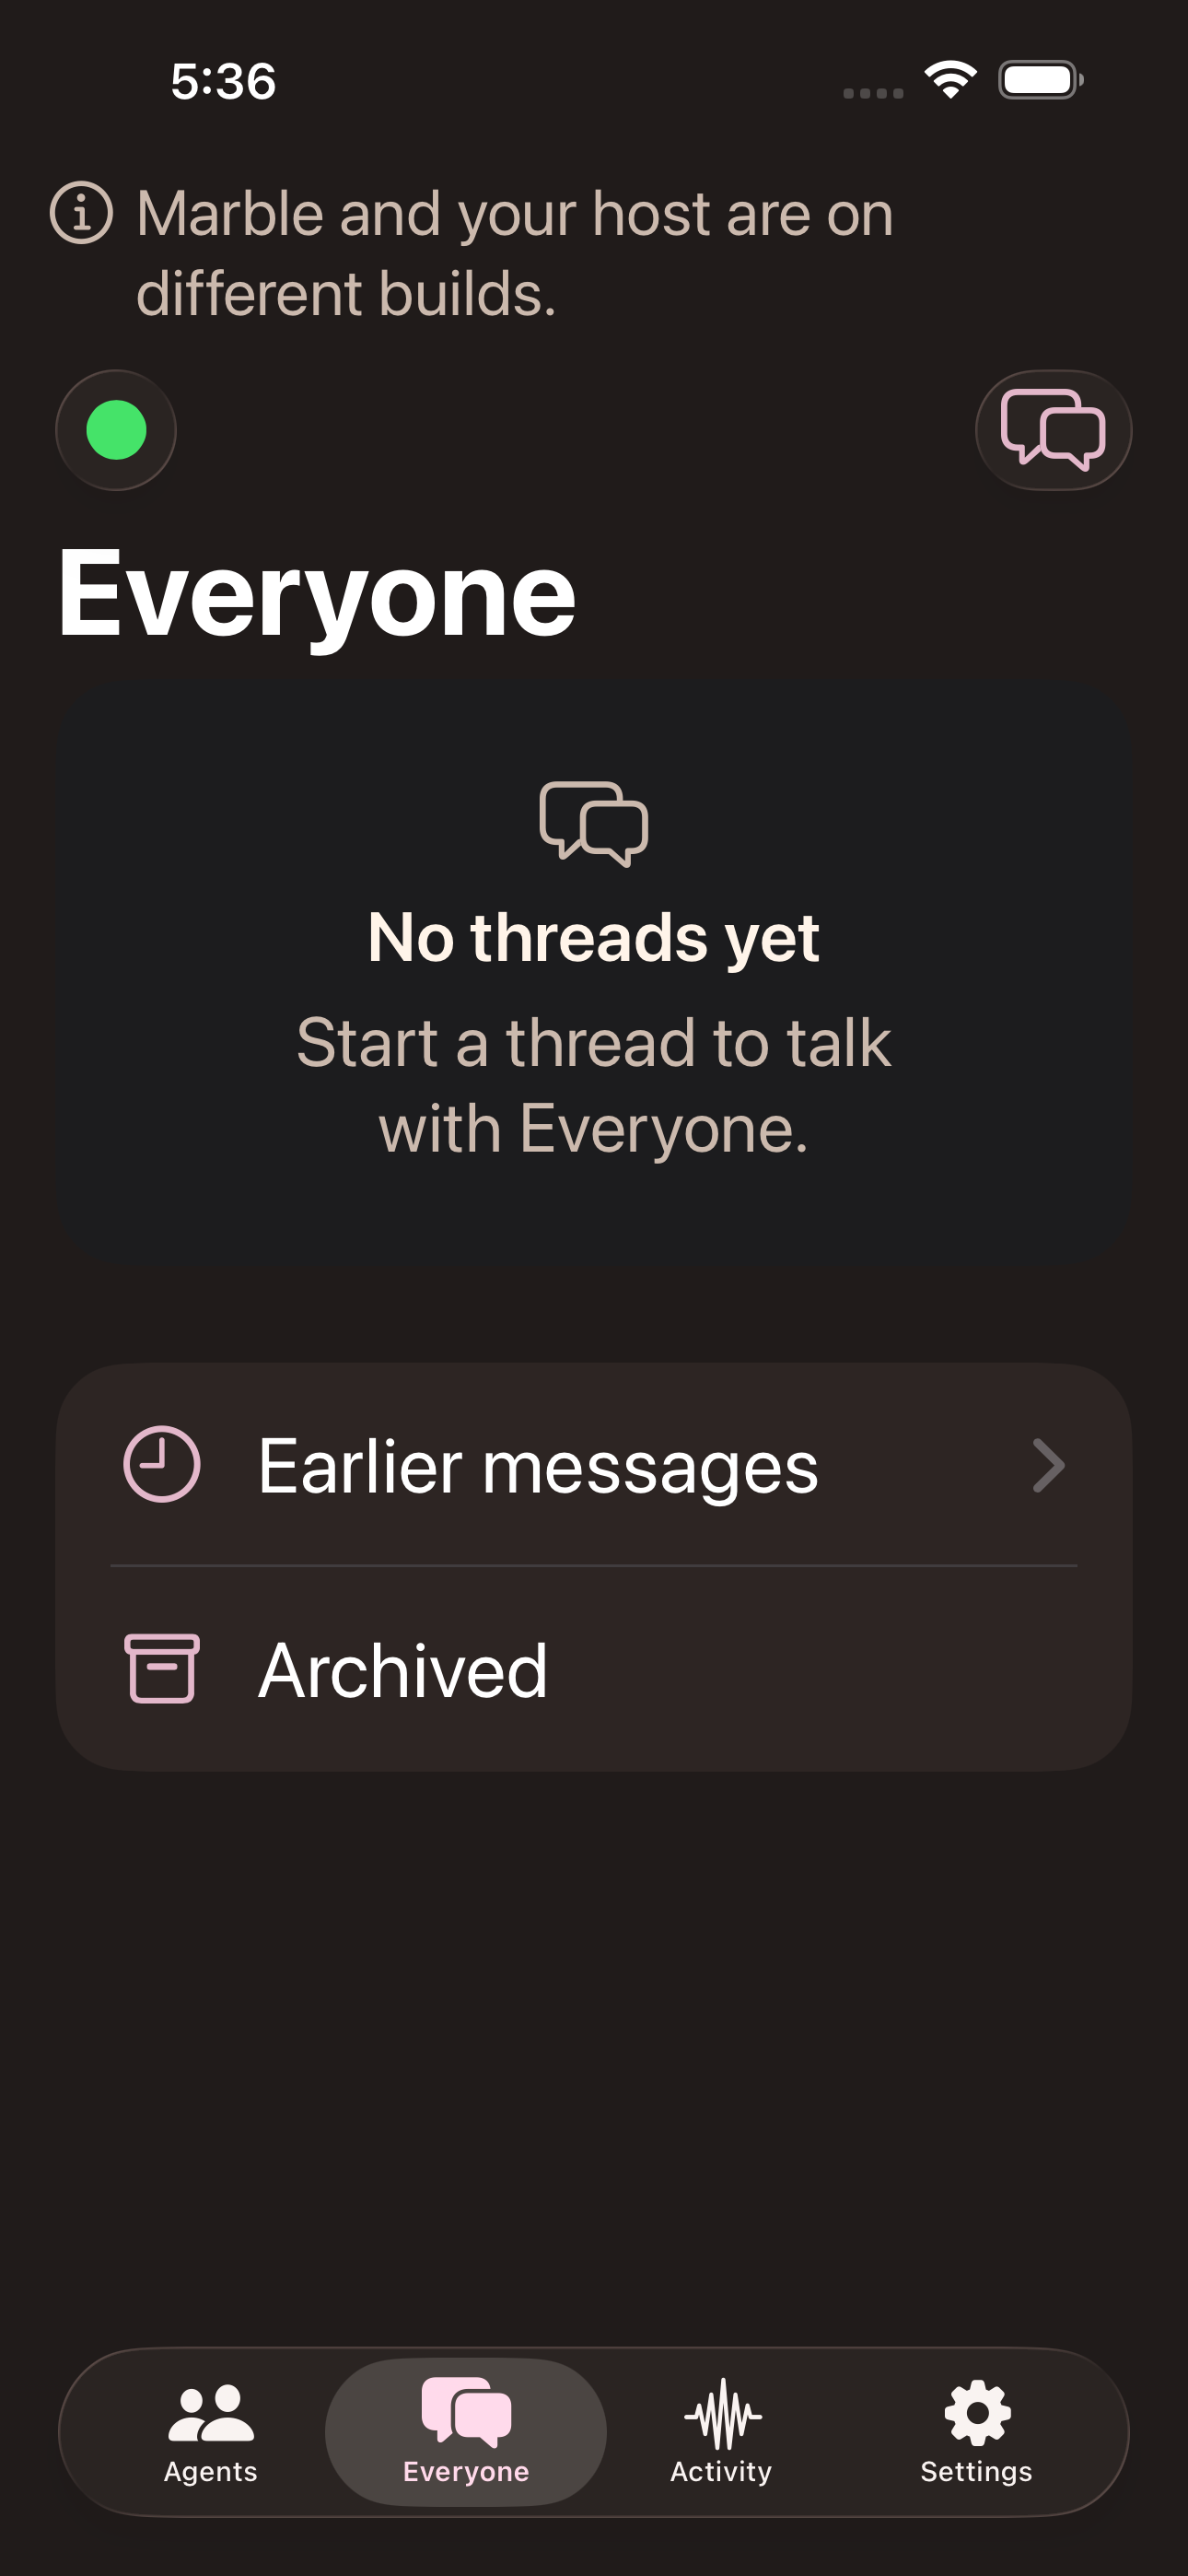 5:36
Marble and your host are on
different builds.
Everyone
No threads yet
Start a thread to talk
with Everyone.
Earlier messages
Archived
Agents
Everyone
Activity
Settings